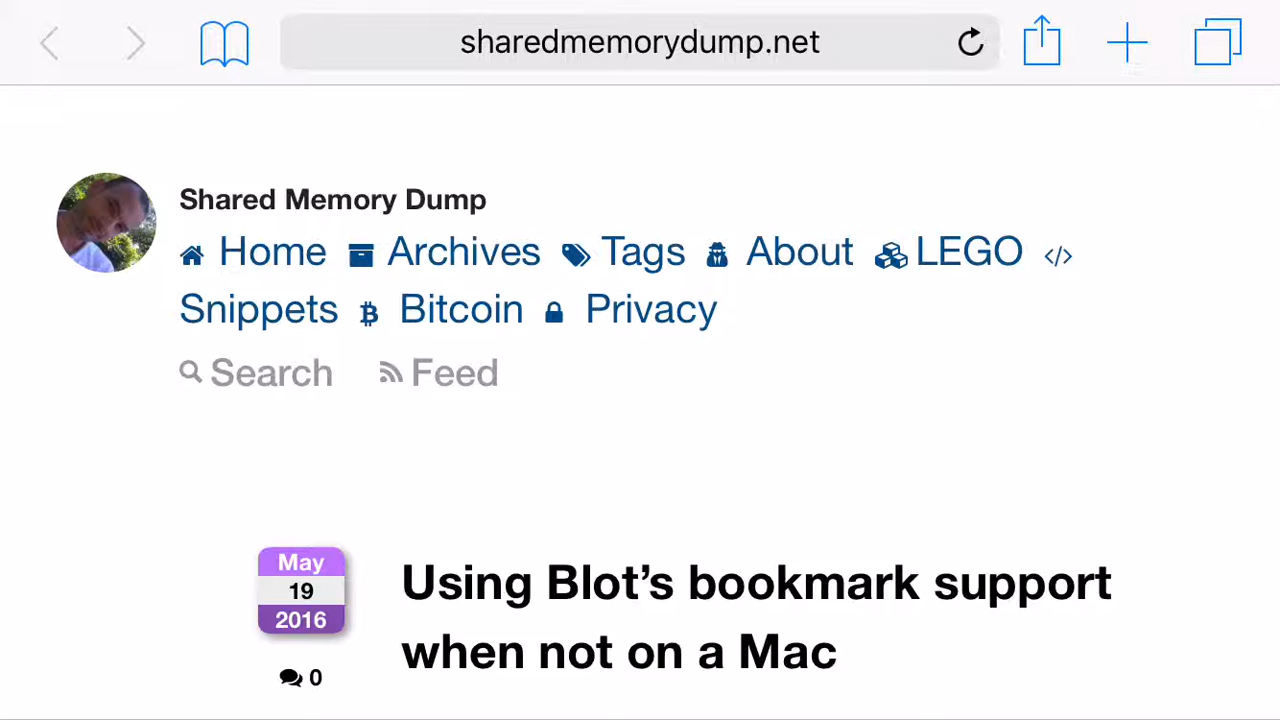 sharedmemorydump.net
Shared Memory Dump
Home Archives Tags About LEGO
Snippets Bitcoin Privacy
Search Feed
May
19
2016
0
Using Blot’s bookmark support
when not on a Mac